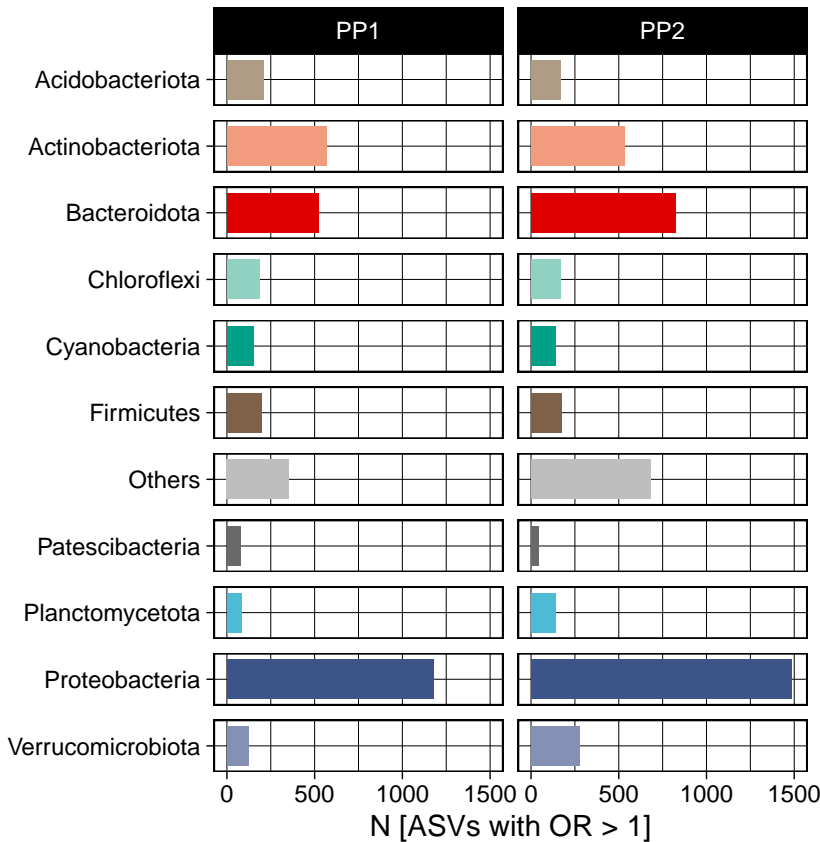 PP1 PP2
Acidobacteriota
Actinobacteriota
Bacteroidota
Chloroflexi
Cyanobacteria
Firmicutes
Others
Patescibacteria
Planctomycetota
Proteobacteria
Verrucomicrobiota
0 500 1000 1500 0 500 1000 1500
N [ASVs with OR > 1]